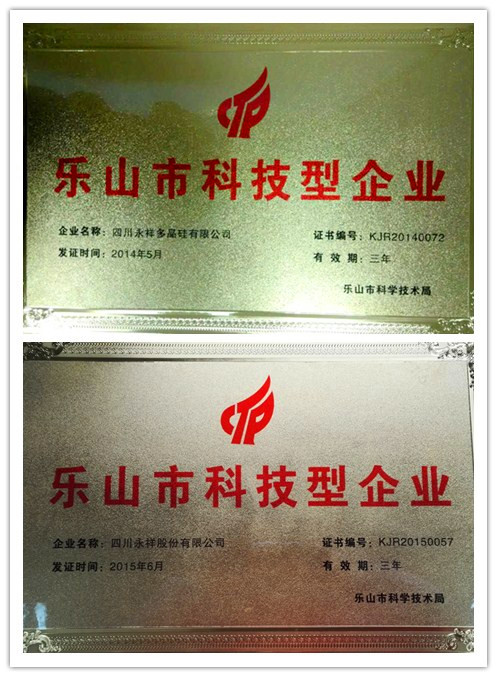 CTP
乐山市科技型企业
企业名称：四川永祥多晶硅有限公司 证书编号：KJR20140072
发证时间：2014年5月 有 效 期：三年
乐山市科学技术局
CTP
乐山市科技型企业
企业名称：四川永祥股份有限公司 证书编号：KJR20150057
发证时间：2015年6月 有 效 期：三年
乐山市科学技术局